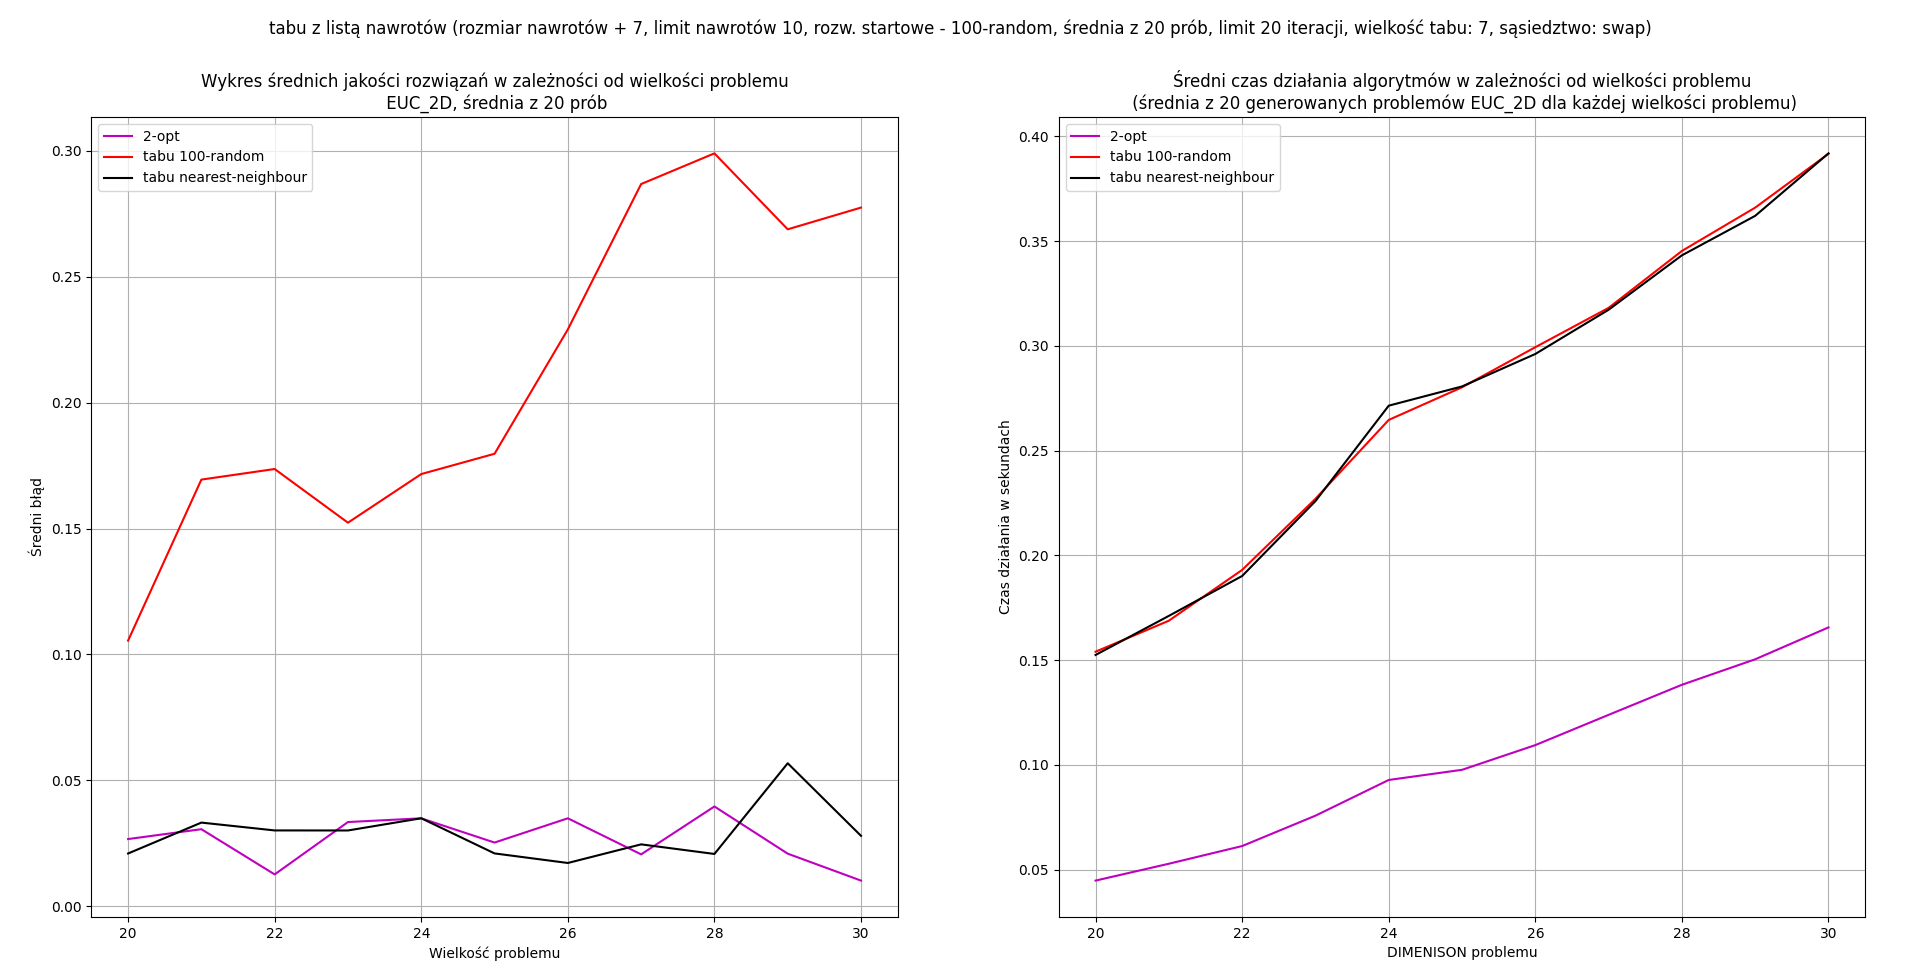 tabu z listą nawrotów (rozmiar nawrotów + 7, limit nawrotów 10, rozw. startowe - 100-random, średnia z 20 prób, limit 20 iteracji, wielkość tabu: 7, sąsiedztwo: swap)
Wykres średnich jakości rozwiązań w zależności od wielkości problemu
EUC_2D, średnia z 20 prób
2-opt
tabu 100-random
tabu nearest-neighbour
0.30
0.25
0.20
0.15
0.10
0.05
0.00
Średni błąd
20 22 24 26 28 30
Wielkość problemu
Średni czas działania algorytmów w zależności od wielkości problemu
(średnia z 20 generowanych problemów EUC_2D dla każdej wielkości problemu)
2-opt
tabu 100-random
tabu nearest-neighbour
0.40
0.35
0.30
0.25
0.20
0.15
0.10
0.05
Czas działania w sekundach
20 22 24 26 28 30
DIMENISON problemu